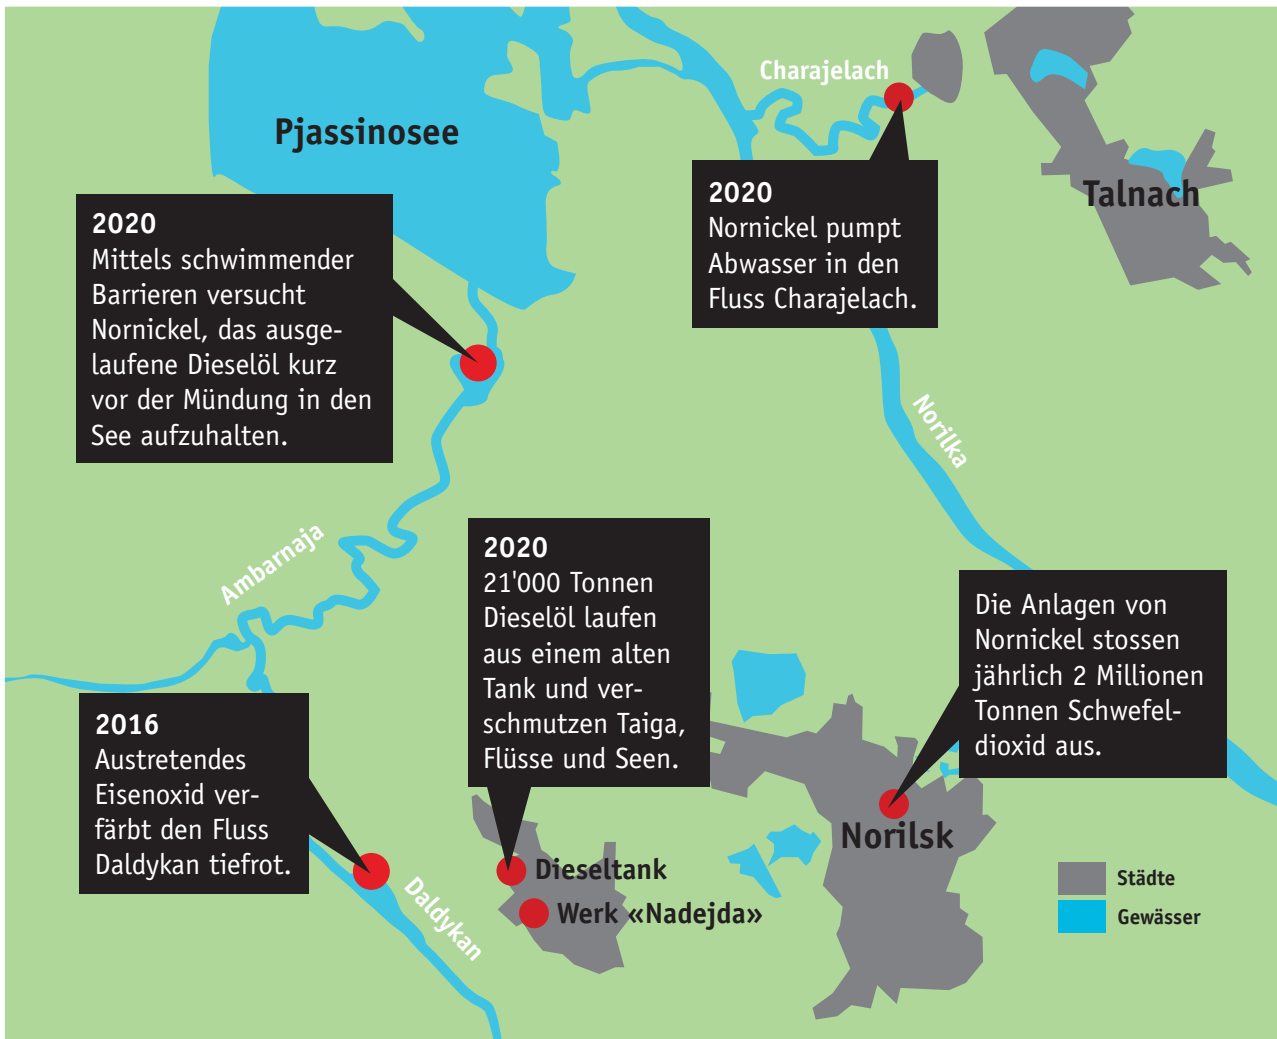 Charajelach
Pjassinosee
Talnach
2020
Mittels schwimmender
Barrieren versucht
Nornickel, das ausge-
laufene Dieselöl kurz
vor der Mündung in den
See aufzuhalten.
2020
Nornickel pumpt
Abwasser in den
Fluss Charajelach.
Norilka
Ambarnaja
2020
21'000 Tonnen
Dieselöl laufen
aus einem alten
Tank und ver-
schmutzen Taiga,
Flüsse und Seen.
Die Anlagen von
Nornickel stossen
jährlich 2 Millionen
Tonnen Schwefel-
dioxid aus.
2016
Austretendes
Eisenoxid ver-
färbt den Fluss
Daldykan tiefrot.
Daldykan
Dieseltank
Werk «Nadejda»
Norilsk
Städte
Gewässer